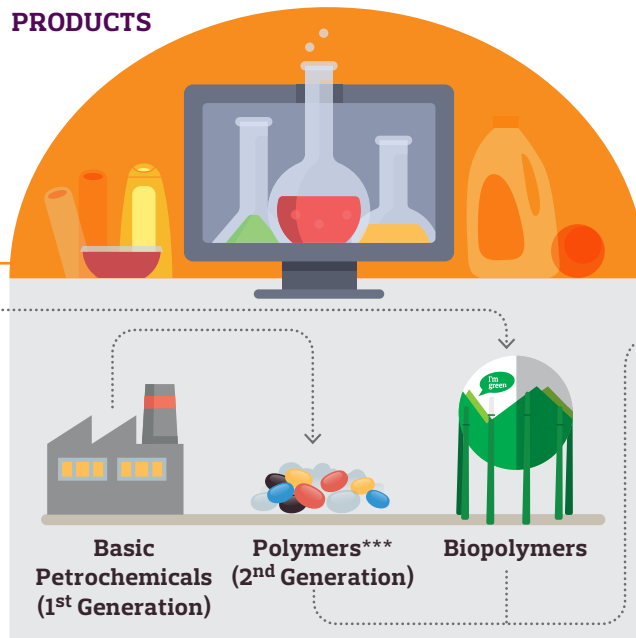 PRODUCTS
I'm
green
Basic
Petrochemicals
(1st Generation)
Polymers***
(2nd Generation)
Biopolymers